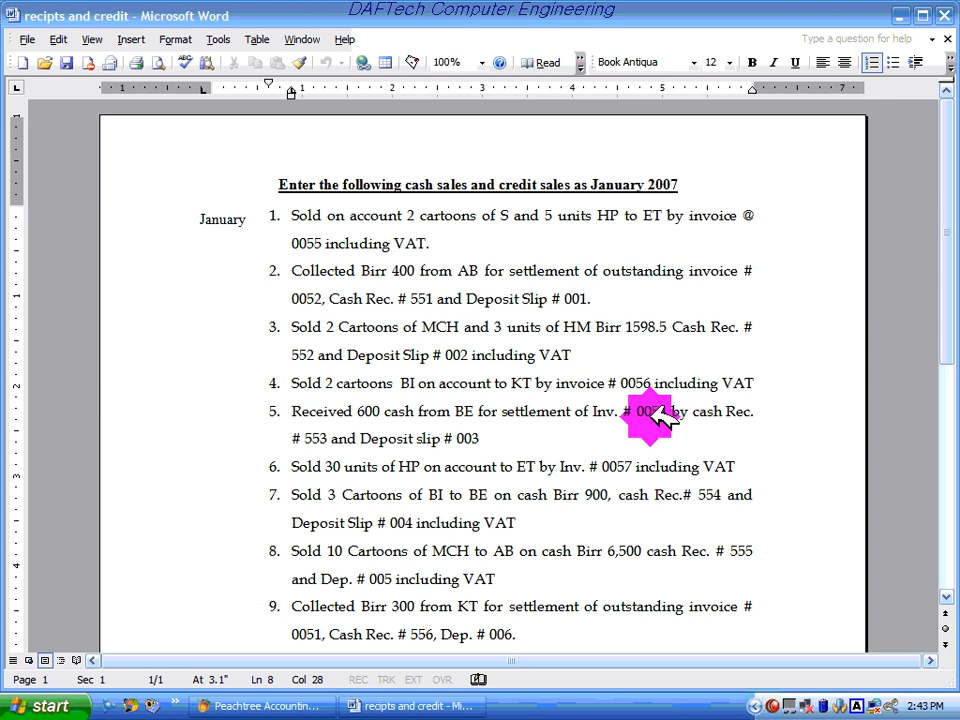 DAFTech Computer Engineering
recipts and credit - Microsoft Word
File Edit View Insert Format Tools Table Window Help
Type a question for help
100%
Read
Book Antiqua
12
B I U
1 1 2 3 4 5 7
Enter the following cash sales and credit sales as January 2007
January
1. Sold on account 2 cartoons of S and 5 units HP to ET by invoice @
0055 including VAT.
2. Collected Birr 400 from AB for settlement of outstanding invoice #
0052, Cash Rec. # 551 and Deposit Slip # 001.
3. Sold 2 Cartoons of MCH and 3 units of HM Birr 1598.5 Cash Rec. #
552 and Deposit Slip # 002 including VAT
4. Sold 2 cartoons BI on account to KT by invoice # 0056 including VAT
5. Received 600 cash from BE for settlement of Inv. # by cash Rec.
# 553 and Deposit slip # 003
6. Sold 30 units of HP on account to ET by Inv. # 0057 including VAT
7. Sold 3 Cartoons of BI to BE on cash Birr 900, cash Rec.# 554 and
Deposit Slip # 004 including VAT
8. Sold 10 Cartoons of MCH to AB on cash Birr 6,500 cash Rec. # 555
and Dep. # 005 including VAT
9. Collected Birr 300 from KT for settlement of outstanding invoice #
0051, Cash Rec. # 556, Dep. # 006.
Page 1 Sec 1 1/1 At 3.1" Ln 8 Col 28 REC TRK EXT OVR
start
Peachtree Accountin...
recipts and credit - Mi...
A
2:43 PM